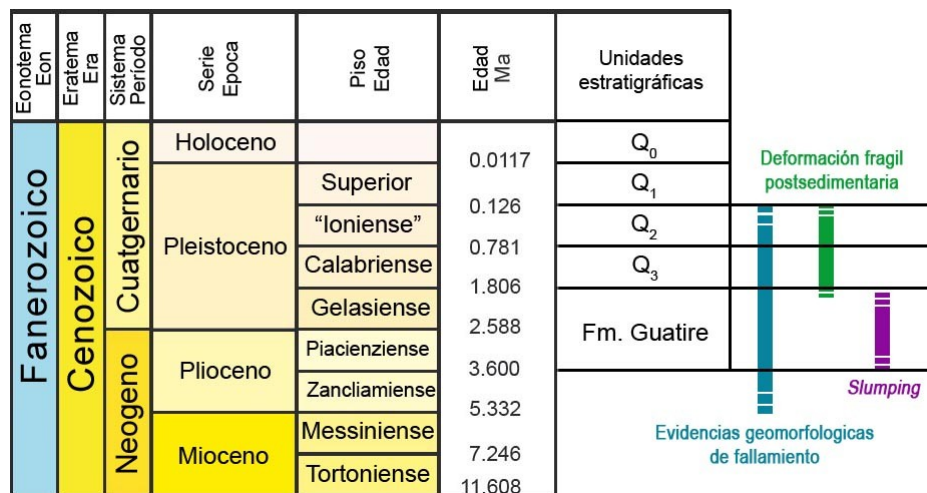 Eonotema
Eon
Eratema
Era
Sistema
Período
Serie
Epoca
Piso
Edad
Edad
Ma
Unidades
estratigráficas
Fanerozoico
Cenozoico
Cuatgernario
Neogeno
Holoceno
Pleistoceno
Plioceno
Mioceno
Superior
“Ioniense”
Calabriense
Gelasiense
Piacienziense
Zancliamiense
Messiniense
Tortoniense
0.0117
0.126
0.781
1.806
2.588
3.600
5.332
7.246
11.608
Q0
Q1
Q2
Q3
Fm. Guatire
Deformación fragil
postsedimentaria
Slumping
Evidencias geomorfologicas
de fallamiento